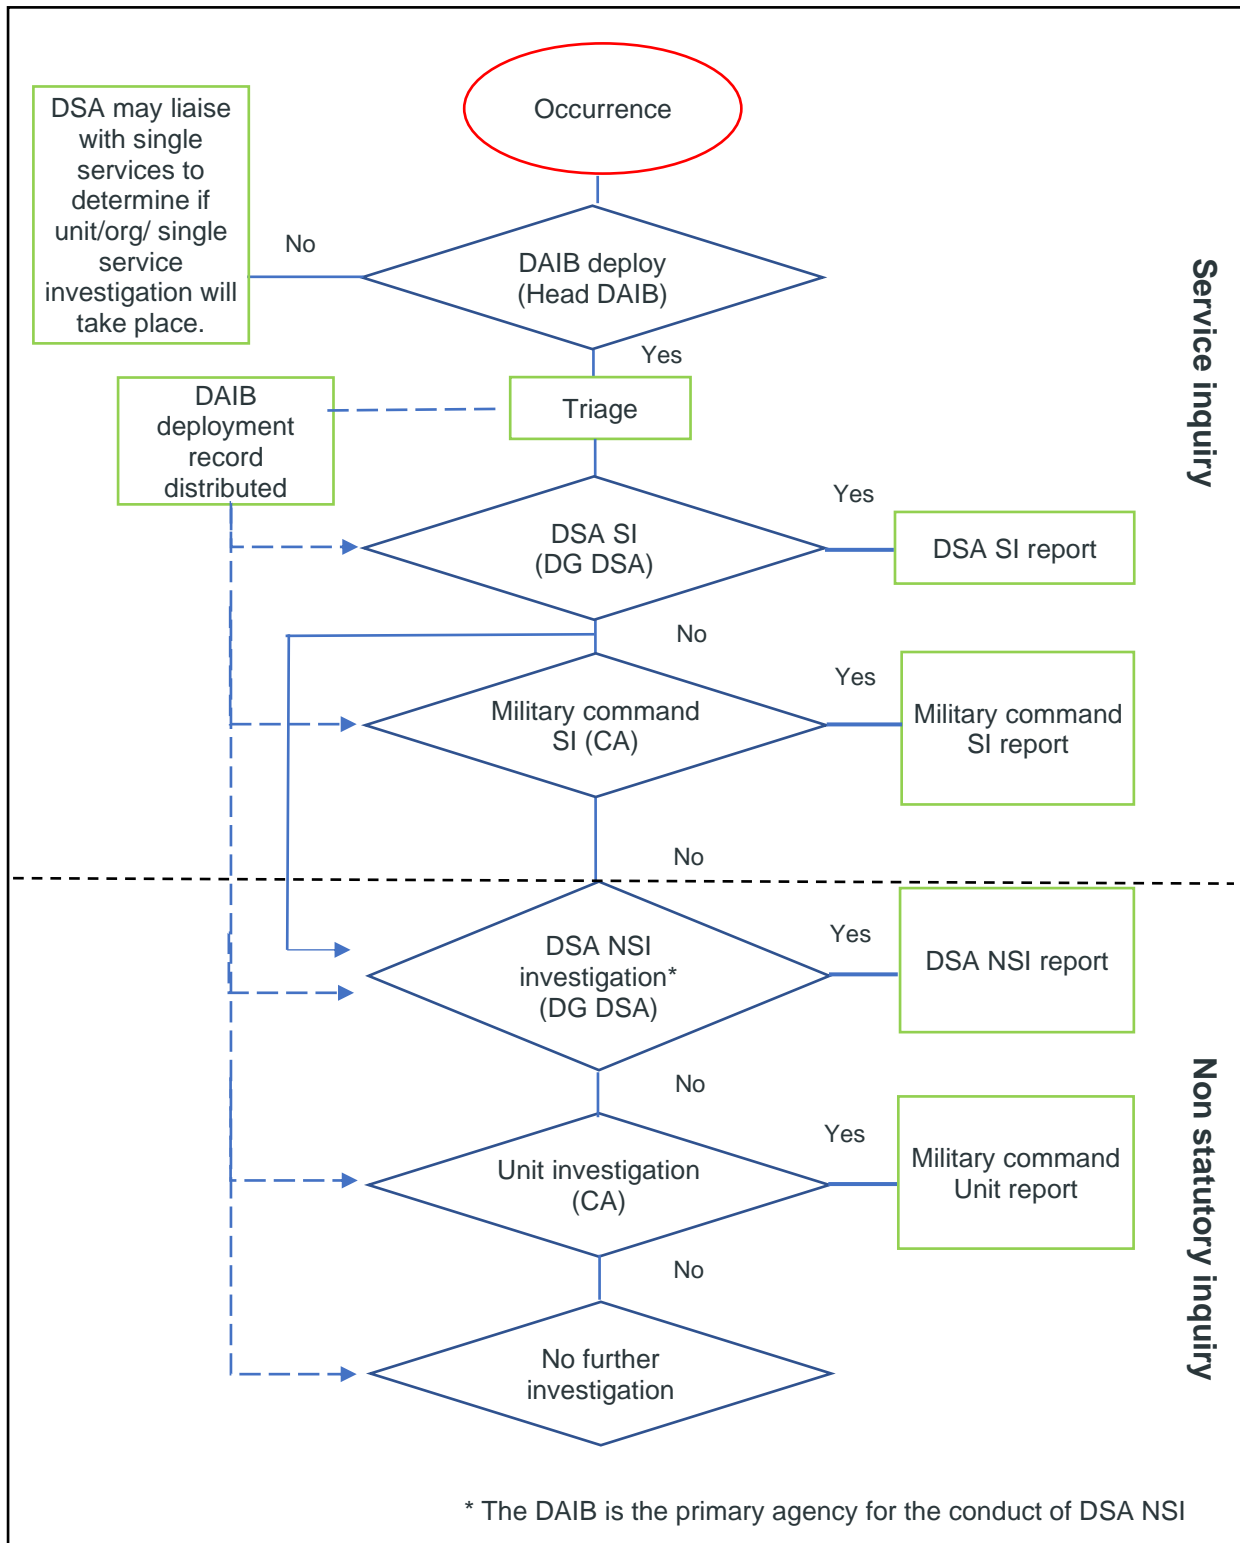 Occurrence
DSA may liaise
with single
services to
determine if
unit/org/ single
service
investigation will
take place.
No
DAIB deploy
(Head DAIB)
Yes
Service inquiry
DAIB
deployment
record
distributed
Triage
DSA SI
(DG DSA)
Yes
DSA SI report
No
Military command
SI (CA)
Yes
Military command
SI report
No
DSA NSI
investigation*
(DG DSA)
Yes
DSA NSI report
No
Non statutory inquiry
Unit investigation
(CA)
Yes
Military command
Unit report
No
No further
investigation
* The DAIB is the primary agency for the conduct of DSA NSI